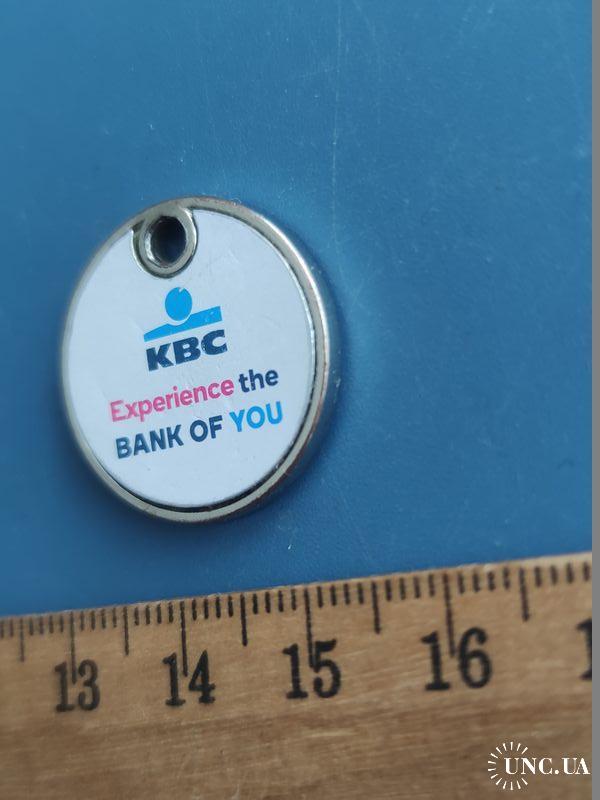 KBC
Experience the
BANK OF YOU
13 14 15 16
UNC.UA